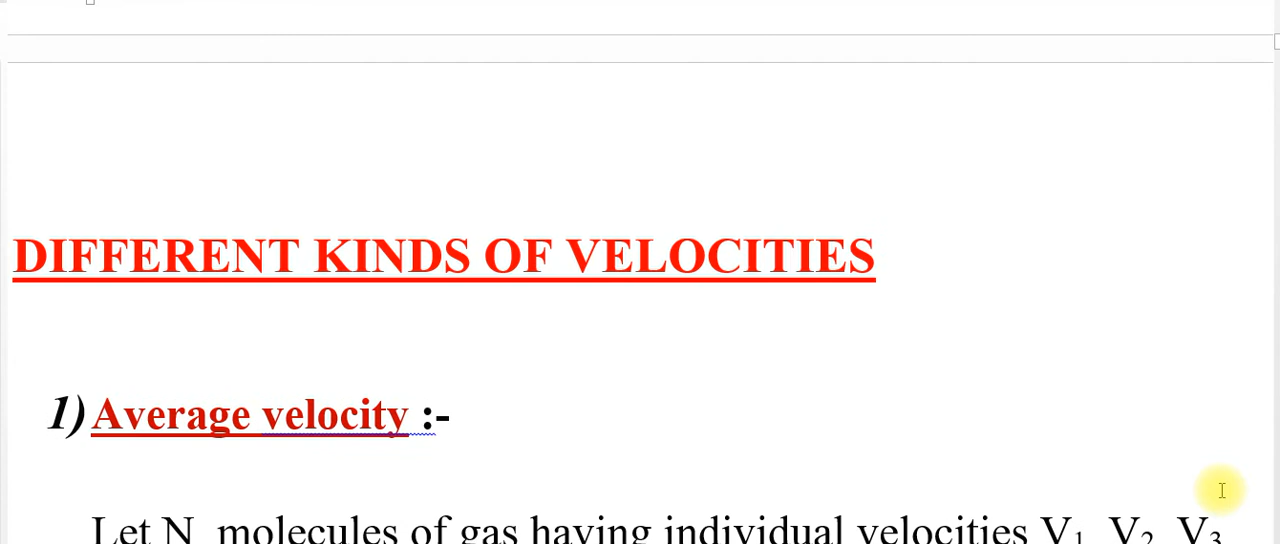 DIFFERENT KINDS OF VELOCITIES
1) Average velocity :-
Let N molecules of gas having individual velocities V₁ V₂ V₃